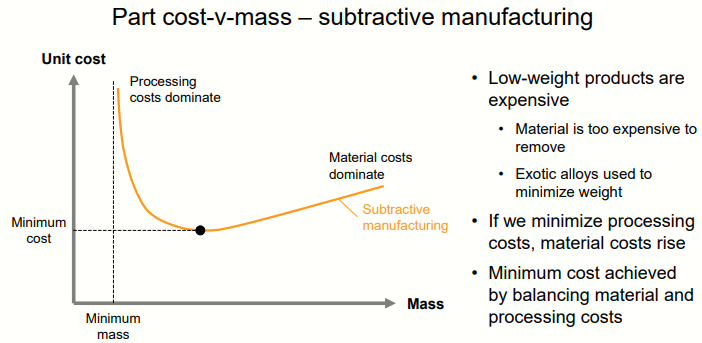 Part cost-v-mass – subtractive manufacturing
Unit cost
Processing
costs dominate
Material costs
dominate
Subtractive
manufacturing
Minimum
cost
Mass
Minimum
mass
• Low-weight products are
expensive
• Material is too expensive to
remove
• Exotic alloys used to
minimize weight
• If we minimize processing
costs, material costs rise
• Minimum cost achieved
by balancing material and
processing costs